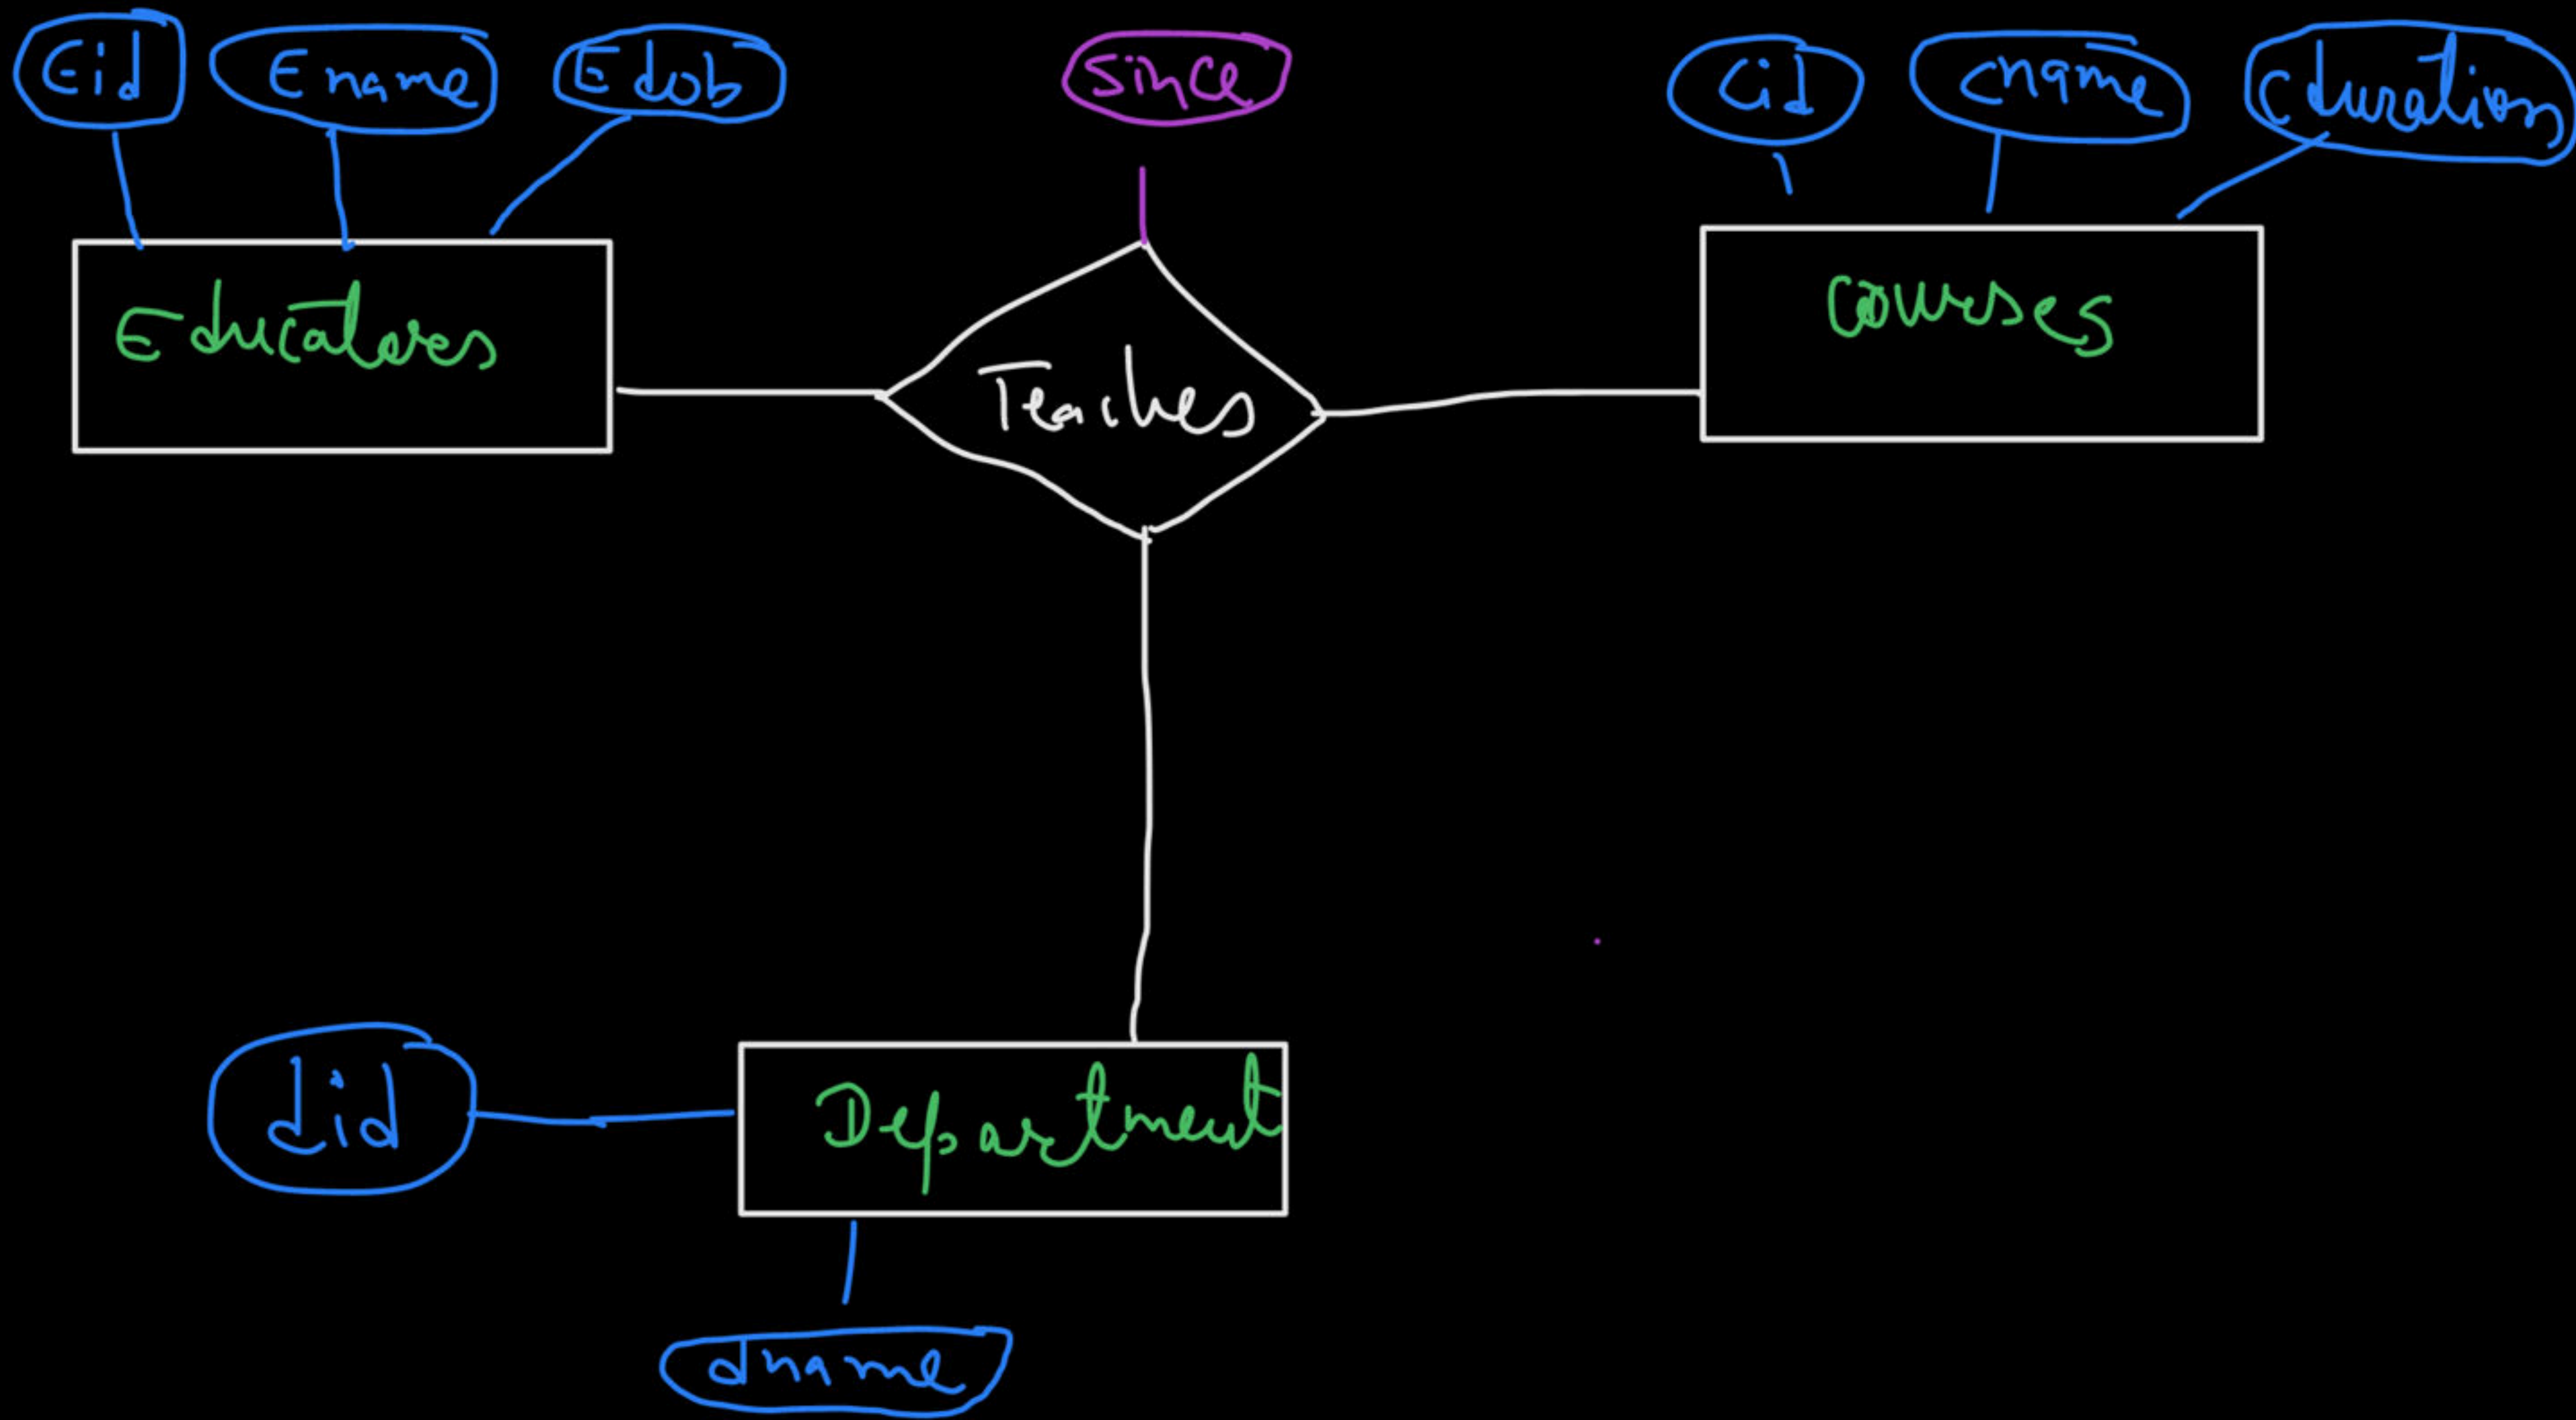 Eid
Ename
Edob
Since
Cid
Cname
Cduration
Educators
Teaches
Courses
did
Department
dname